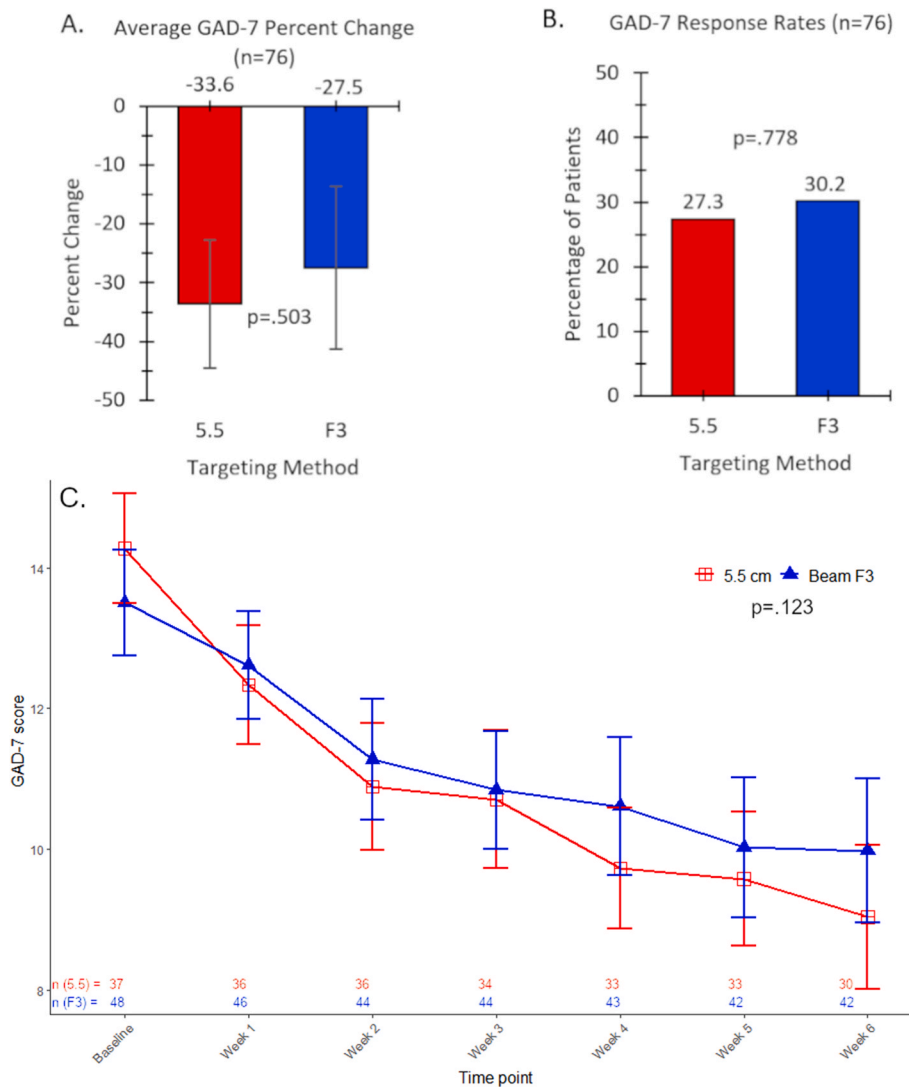 A. Average GAD-7 Percent Change
(n=76)
-33.6 -27.5
0
-10
-20
-30
-40
-50
Percent Change
p=.503
5.5 F3
Targeting Method
B. GAD-7 Response Rates (n=76)
50
40
30
20
10
0
Percentage of Patients
p=.778
27.3 30.2
5.5 F3
Targeting Method
C.
14
12
10
8
GAD-7 score
5.5 cm Beam F3
p=.123
n (5.5) = 37 36 36 34 33 33 30
n (F3) = 48 46 44 44 43 42 42
Baseline Week 1 Week 2 Week 3 Week 4 Week 5 Week 6
Time point